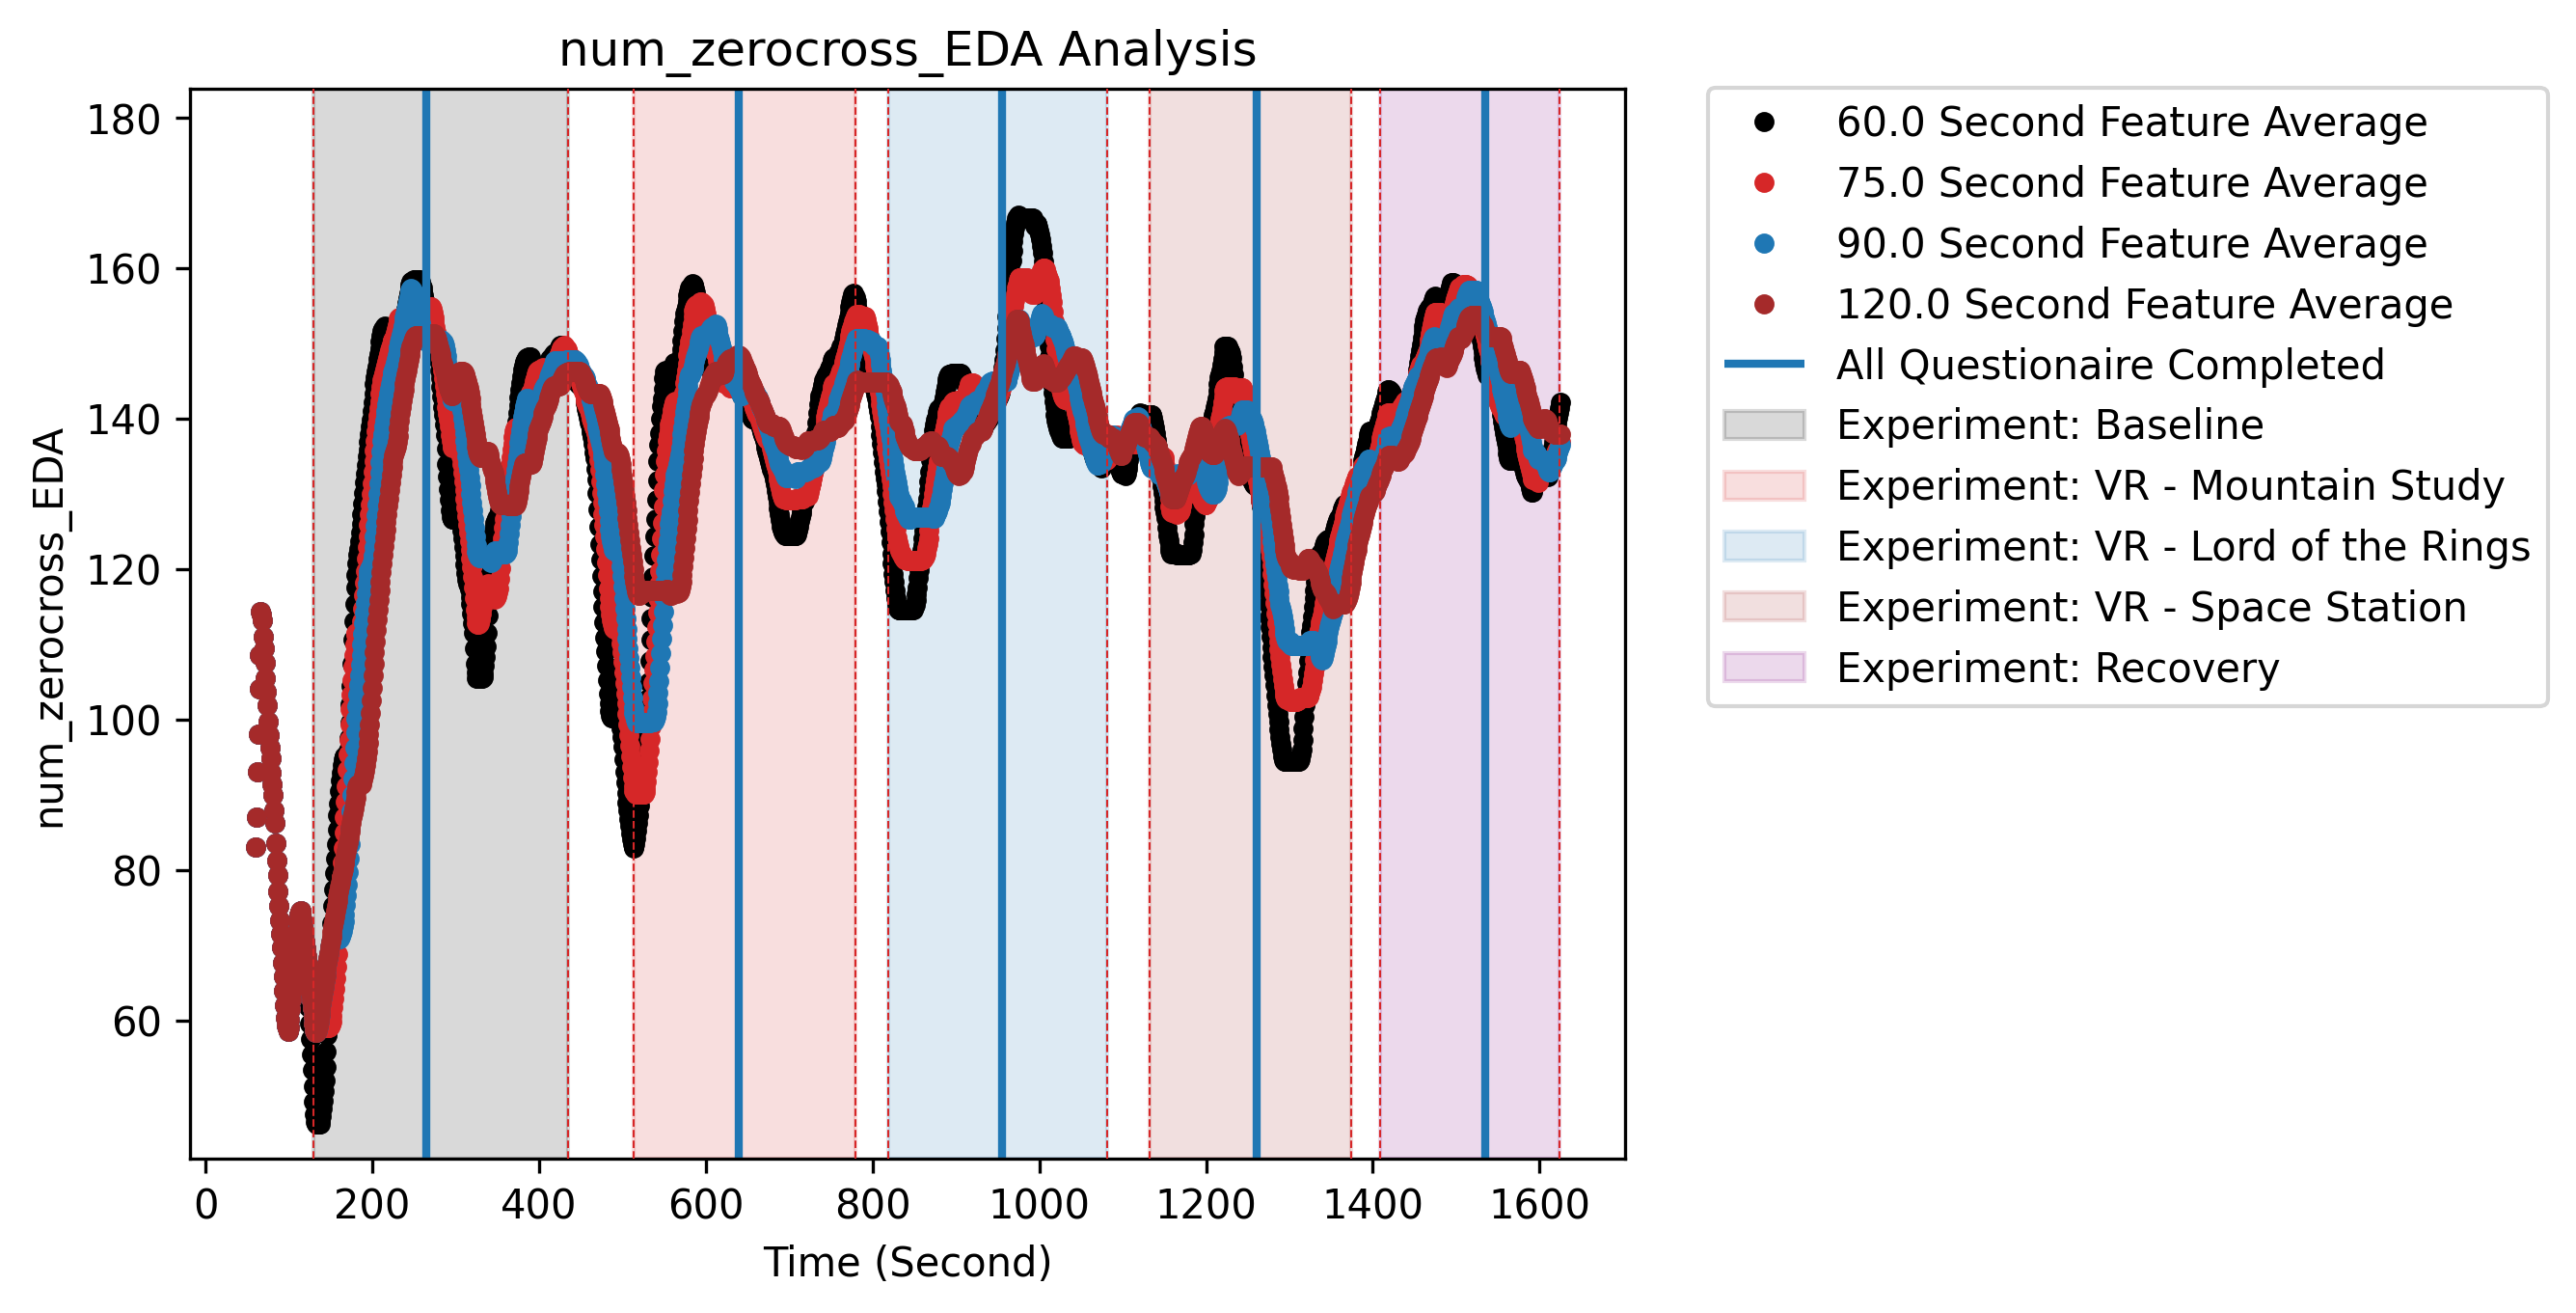 num_zerocross_EDA Analysis
num_zerocross_EDA
180
160
140
120
100
80
60
0 200 400 600 800 1000 1200 1400 1600
Time (Second)
60.0 Second Feature Average
75.0 Second Feature Average
90.0 Second Feature Average
120.0 Second Feature Average
All Questionaire Completed
Experiment: Baseline
Experiment: VR - Mountain Study
Experiment: VR - Lord of the Rings
Experiment: VR - Space Station
Experiment: Recovery